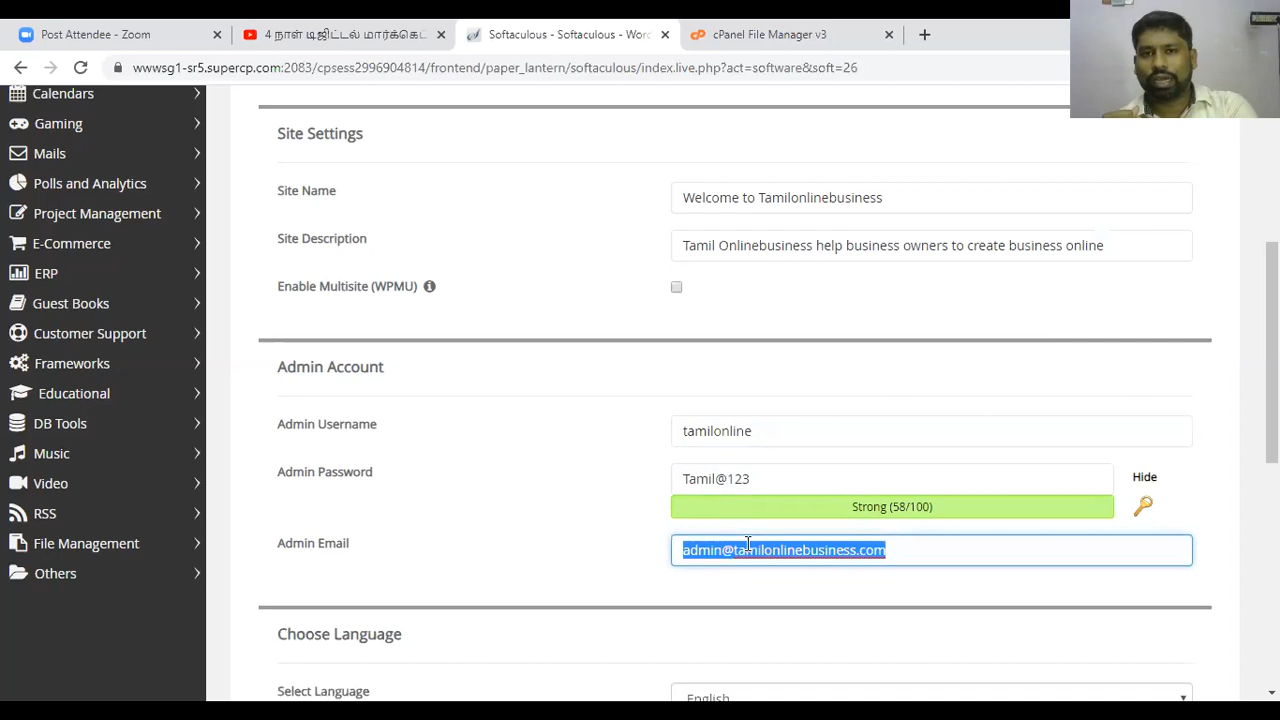 Post Attendee - Zoom
4 நாள் டிஜிட்டல் மார்க்கெட்
Softaculous - Softaculous - Wor
cPanel File Manager v3
wwwsg1-sr5.supercp.com:2083/cpsess2996904814/frontend/paper_lantern/softaculous/index.live.php?act=software&soft=26
Calendars
Gaming
Mails
Polls and Analytics
Project Management
E-Commerce
ERP
Guest Books
Customer Support
Frameworks
Educational
DB Tools
Music
Video
RSS
File Management
Others
Site Settings
Site Name
Welcome to Tamilonlinebusiness
Site Description
Tamil Onlinebusiness help business owners to create business online
Enable Multisite (WPMU)
Admin Account
Admin Username
tamilonline
Admin Password
Tamil@123
Hide
Strong (58/100)
Admin Email
admin@tamilonlinebusiness.com
Choose Language
Select Language
English